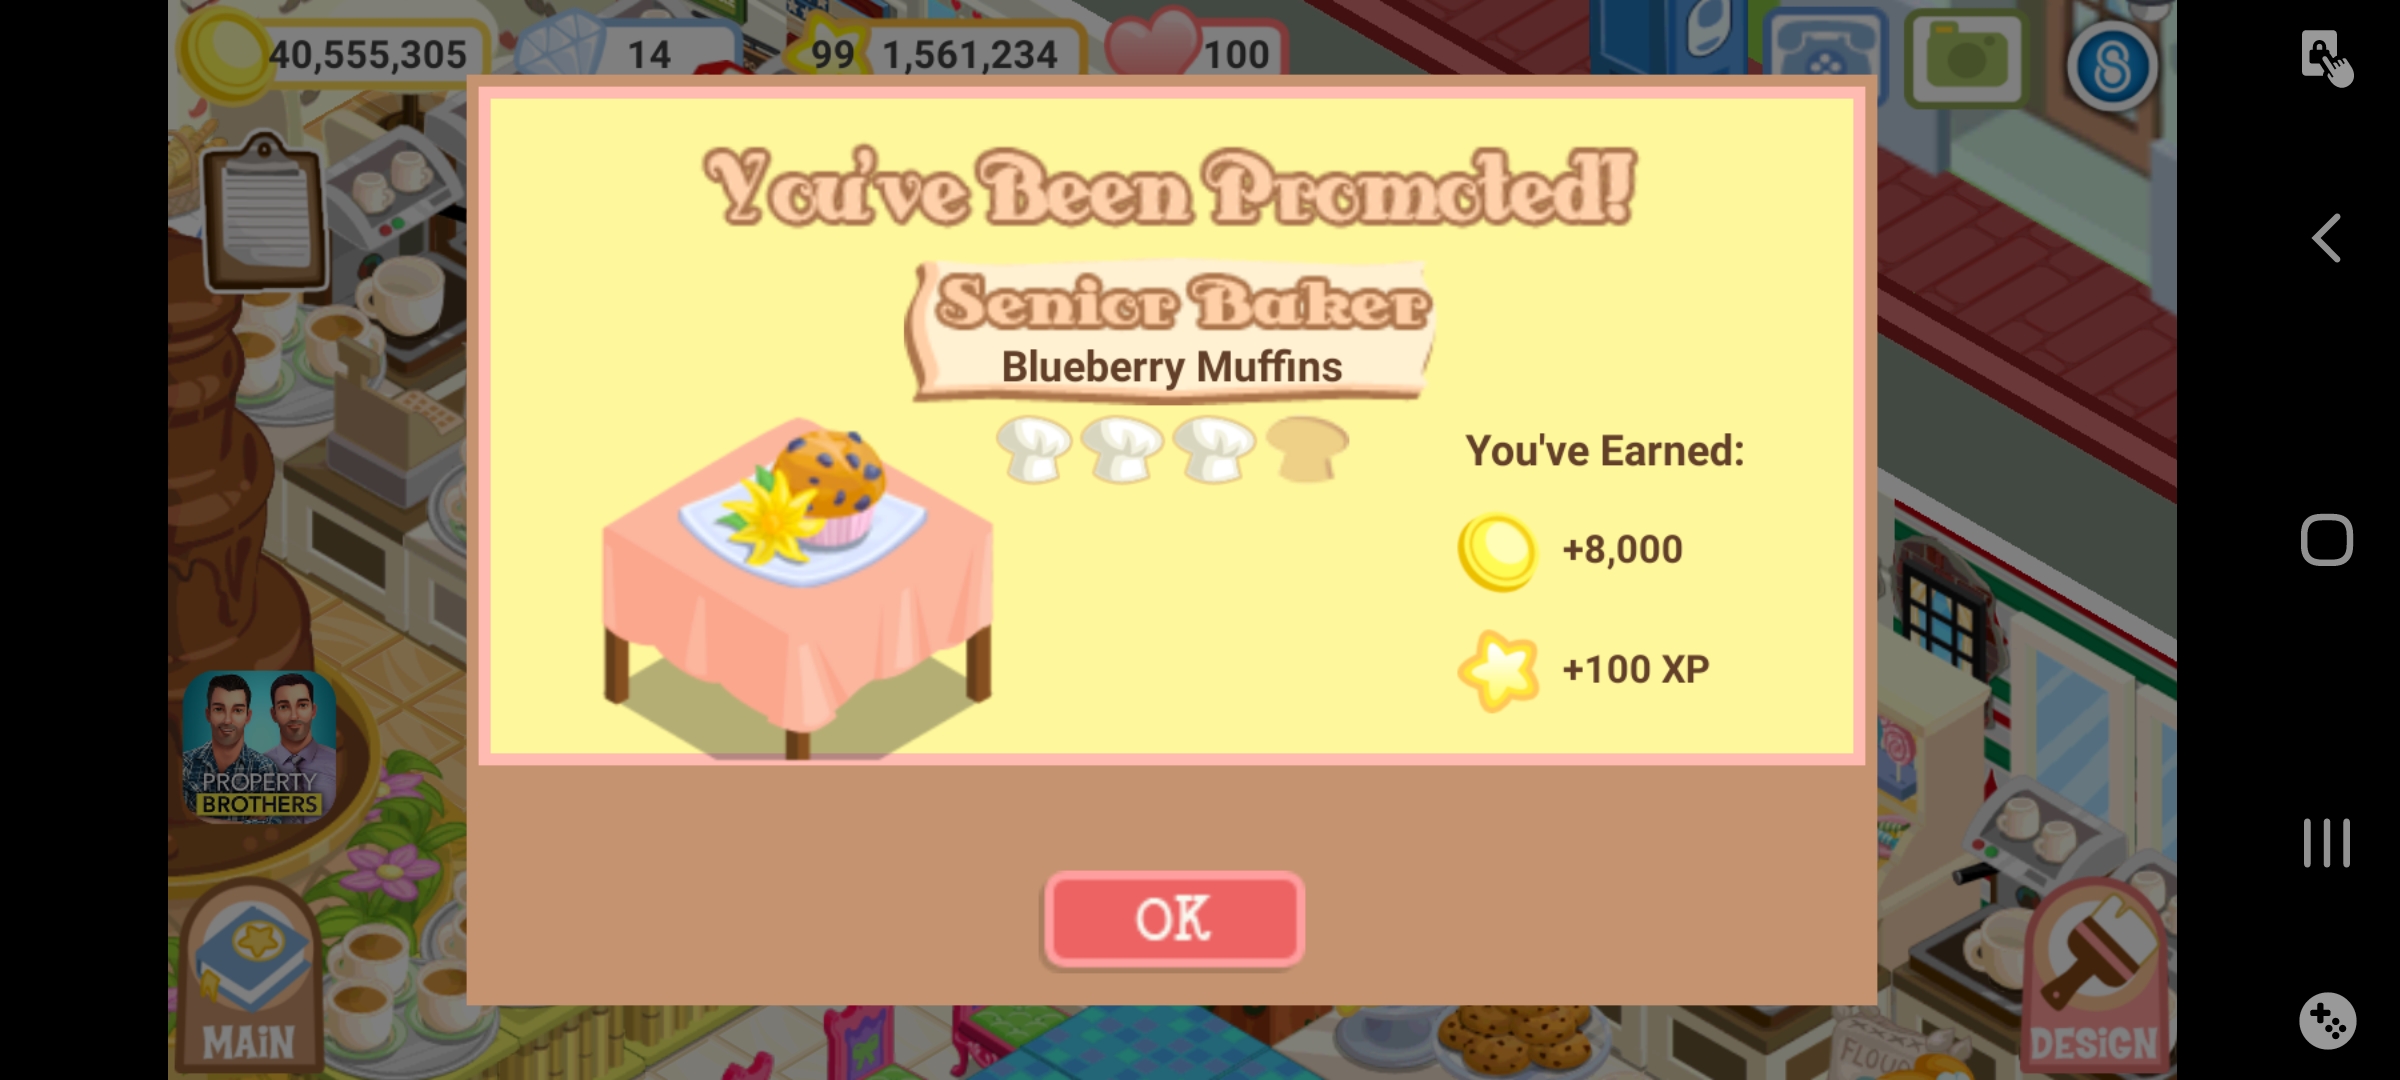 40,555,305
14
99 1,561,234
100
You've Been Promoted!
Senior Baker
Blueberry Muffins
You've Earned:
+8,000
+100 XP
PROPERTY
BROTHERS
OK
MAiN
DESiGN
FLOUR